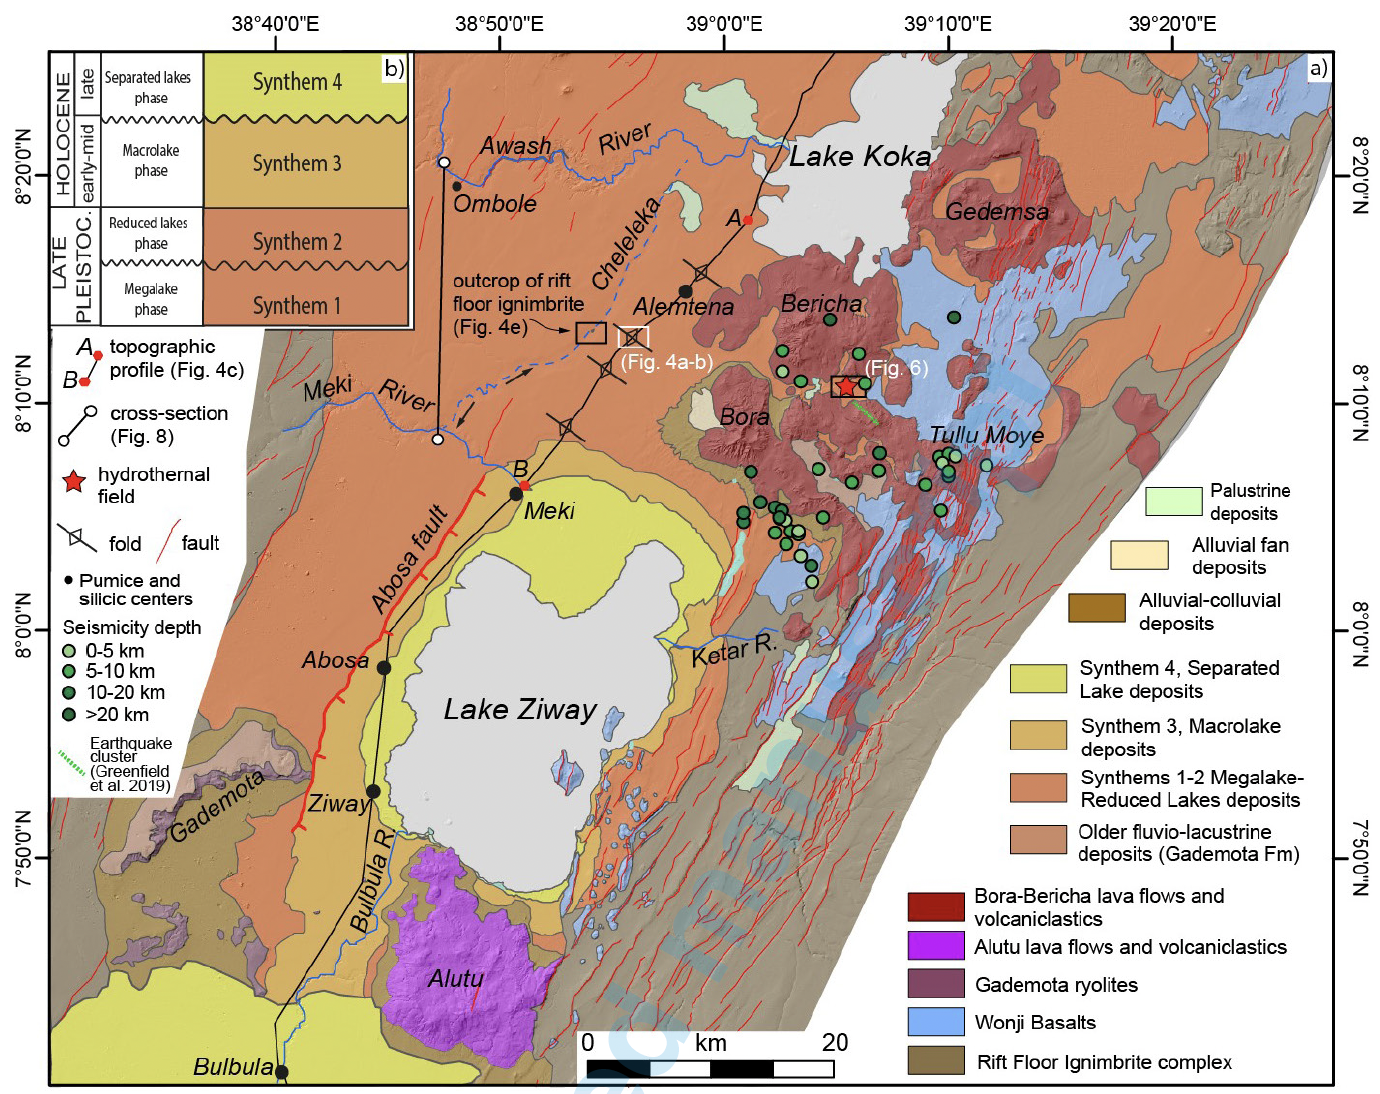 38°40'0"E
38°50'0"E
39°0'0"E
39°10'0"E
39°20'0"E
8°20'0"N
8°10'0"N
8°0'0"N
7°50'0"N
8°20'0"N
8°10'0"N
8°0'0"N
7°50'0"N
b)
a)
HOLOCENE
late
early-mid
LATE
PLEISTOC.
Separated lakes
phase
Synthem 4
Macrolake
phase
Synthem 3
Reduced lakes
phase
Synthem 2
Megalake
phase
Synthem 1
A
B
topographic
profile (Fig. 4c)
cross-section
(Fig. 8)
hydrothernal
field
fold
fault
Pumice and
silicic centers
Seismicity depth
0-5 km
5-10 km
10-20 km
>20 km
Earthquake
cluster
(Greenfield
et al. 2019)
Awash
River
Ombole
Cheleleka
Lake Koka
Gedemsa
A
outcrop of rift
floor ignimbrite
(Fig. 4e)
Alemtena
Bericha
(Fig. 4a-b)
(Fig. 6)
Meki
River
Bora
Tullu Moye
B
Meki
Abosa fault
Abosa
Ketar R.
Lake Ziway
Gademota
Ziway
Bulbula R.
Alutu
Bulbula
0
km
20
Palustrine
deposits
Alluvial fan
deposits
Alluvial-colluvial
deposits
Synthem 4, Separated
Lake deposits
Synthem 3, Macrolake
deposits
Synthems 1-2 Megalake-
Reduced Lakes deposits
Older fluvio-lacustrine
deposits (Gademota Fm)
Bora-Bericha lava flows and
volcaniclastics
Alutu lava flows and volcaniclastics
Gademota ryolites
Wonji Basalts
Rift Floor Ignimbrite complex